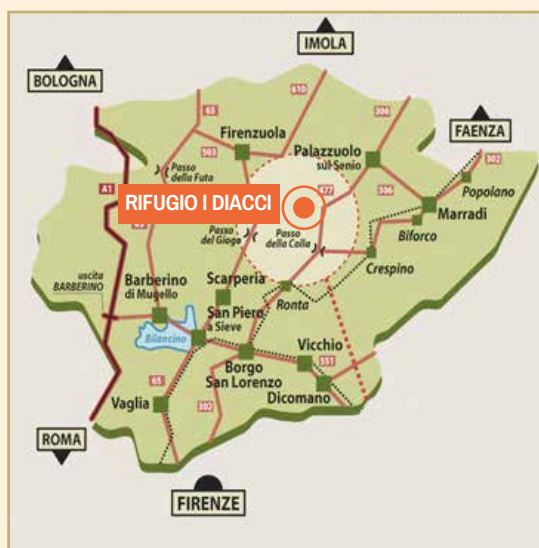 IMOLA
BOLOGNA
65
610
306
Firenzuola
FAENZA
503
Palazzuolo
sul Senio
302
Passo
della Futa
Popolano
A1
RIFUGIO I DIACCI
477
306
Marradi
65
Passo
del Giogo
Passo
della Colla
Biforco
Crespino
uscita
BARBERINO
Barberino
di Mugello
Scarperia
Ronta
San Piero
a Sieve
Bilancino
Vicchio
551
Borgo
San Lorenzo
Dicomano
65
Vaglia
302
ROMA
FIRENZE